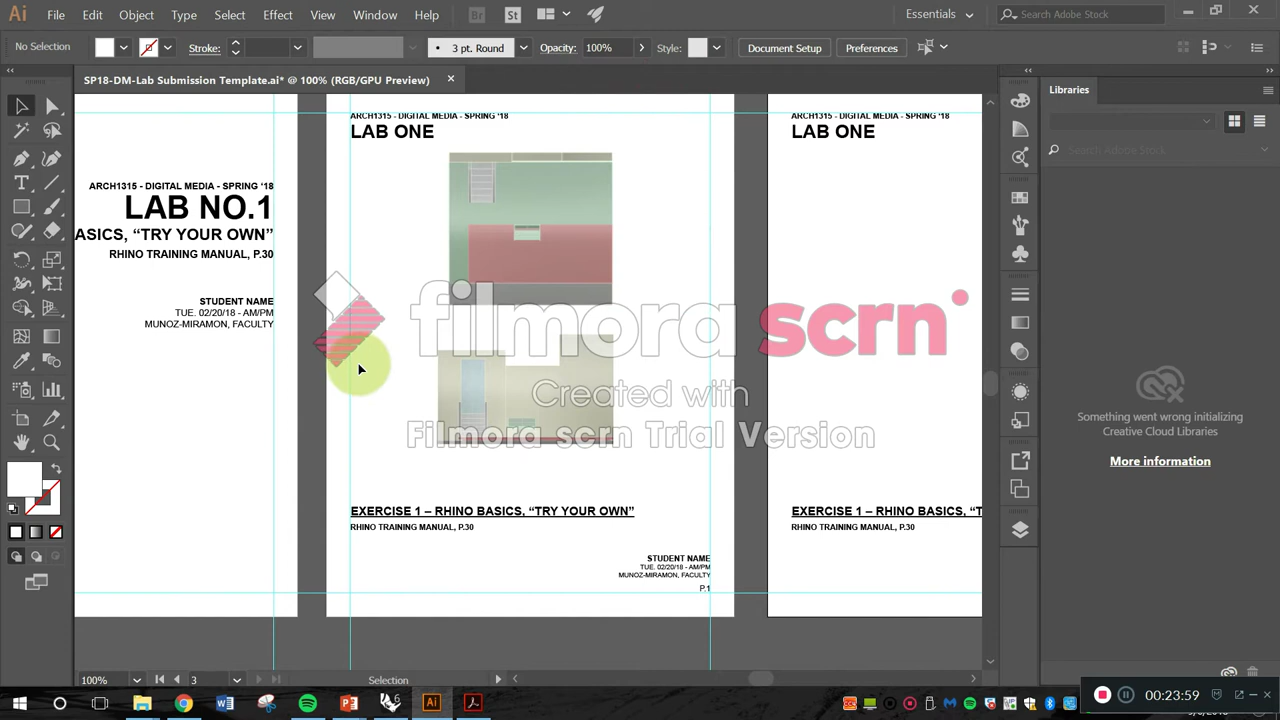 Ai File Edit Object Type Select Effect View Window Help Br St Essentials Search Adobe Stock
No Selection Stroke: 3 pt. Round Opacity: 100% Style: Document Setup Preferences
SP18-DM-Lab Submission Template.ai* @ 100% (RGB/GPU Preview)
Libraries
Search Adobe Stock
Something went wrong initializing
Creative Cloud Libraries
More information
ARCH1315 - DIGITAL MEDIA - SPRING ‘18
LAB NO.1
ASICS, “TRY YOUR OWN”
RHINO TRAINING MANUAL, P.30
STUDENT NAME
TUE. 02/20/18 - AM/PM
MUNOZ-MIRAMON, FACULTY
ARCH1315 - DIGITAL MEDIA - SPRING ‘18
LAB ONE
EXERCISE 1 – RHINO BASICS, “TRY YOUR OWN”
RHINO TRAINING MANUAL, P.30
STUDENT NAME
TUE. 02/20/18 - AM/PM
MUNOZ-MIRAMON, FACULTY
P.1
ARCH1315 - DIGITAL MEDIA - SPRING ‘18
LAB ONE
EXERCISE 1 – RHINO BASICS, “T
RHINO TRAINING MANUAL, P.30
filmora scrn
Created with
Filmora scrn Trial Version
100% 3 Selection
00:23:59